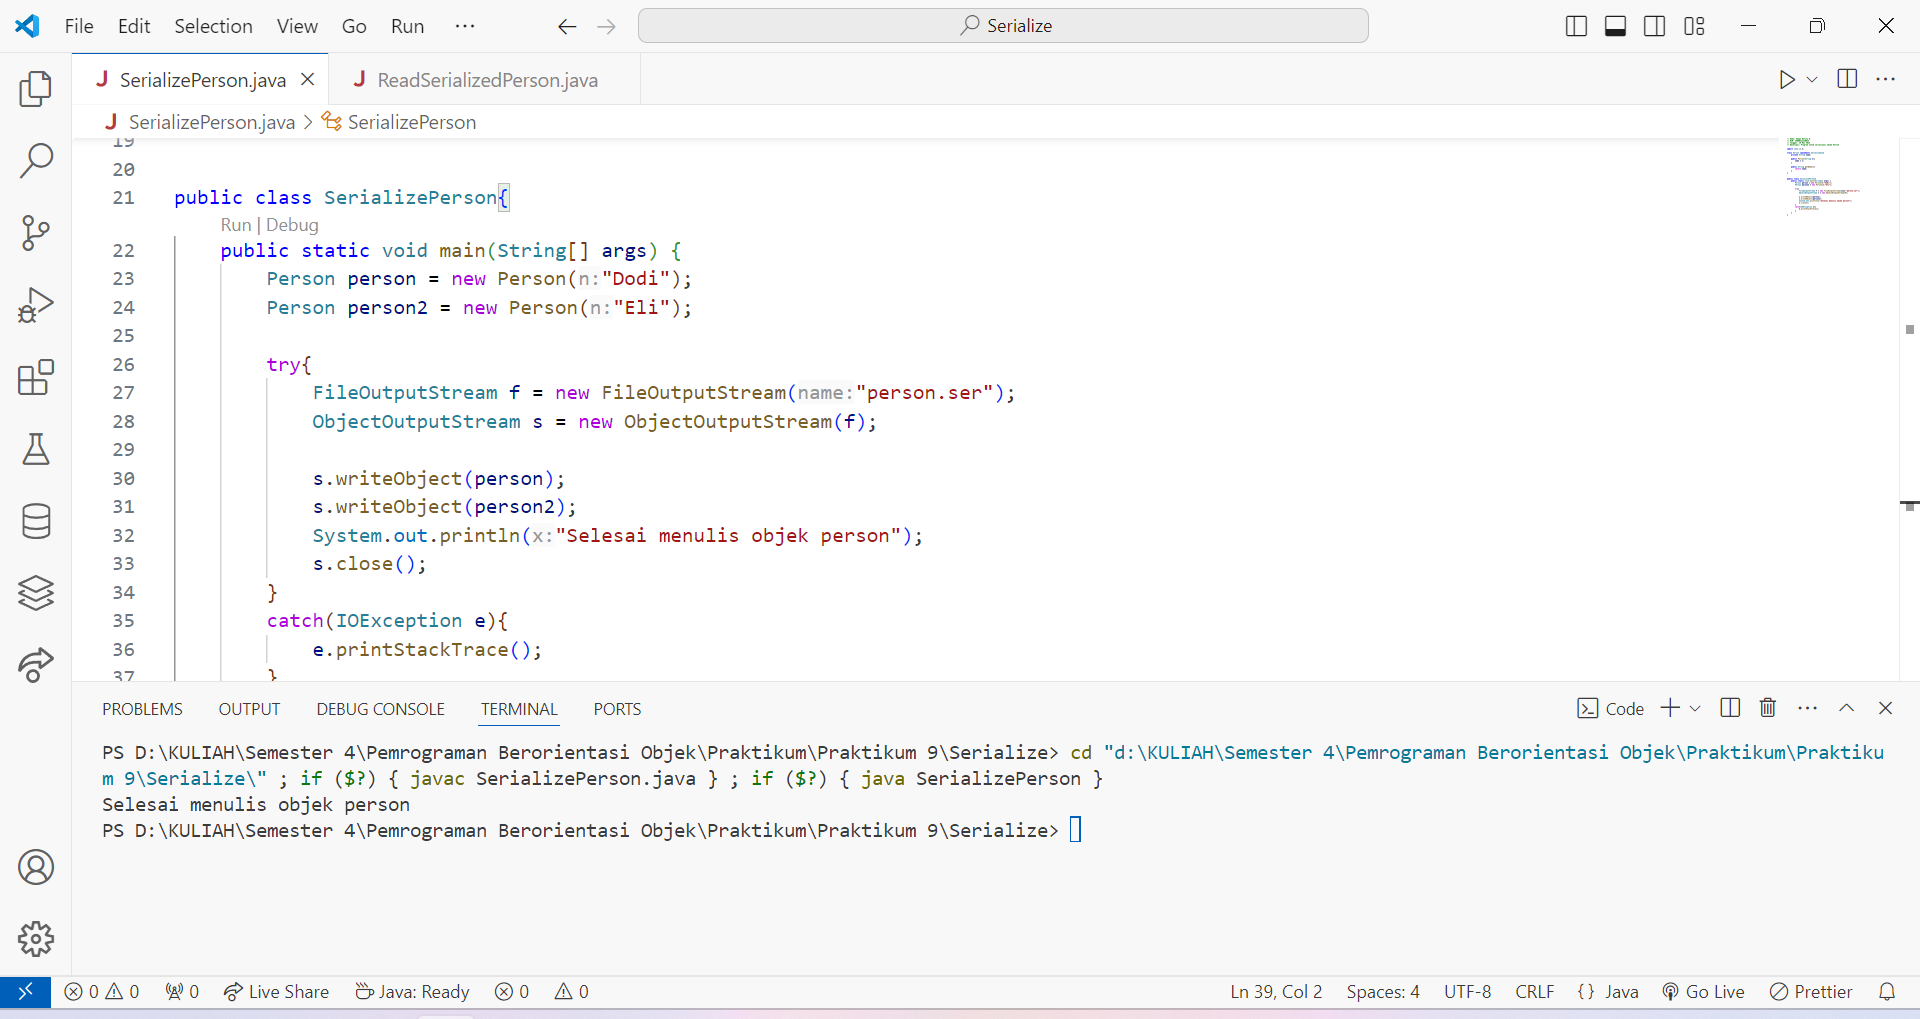 File Edit Selection View Go Run ··· Serialize
SerializePerson.java ReadSerializedPerson.java
SerializePerson.java > SerializePerson
19
20
21 public class SerializePerson{
Run | Debug
22 public static void main(String[] args) {
23 Person person = new Person(n:"Dodi");
24 Person person2 = new Person(n:"Eli");
25
26 try{
27 FileOutputStream f = new FileOutputStream(name:"person.ser");
28 ObjectOutputStream s = new ObjectOutputStream(f);
29
30 s.writeObject(person);
31 s.writeObject(person2);
32 System.out.println(x:"Selesai menulis objek person");
33 s.close();
34 }
35 catch(IOException e){
36 e.printStackTrace();
37 }
PROBLEMS OUTPUT DEBUG CONSOLE TERMINAL PORTS Code
PS D:\KULIAH\Semester 4\Pemrograman Berorientasi Objek\Praktikum\Praktikum 9\Serialize> cd "d:\KULIAH\Semester 4\Pemrograman Berorientasi Objek\Praktikum\Praktiku
m 9\Serialize\" ; if ($?) { javac SerializePerson.java } ; if ($?) { java SerializePerson }
Selesai menulis objek person
PS D:\KULIAH\Semester 4\Pemrograman Berorientasi Objek\Praktikum\Praktikum 9\Serialize>
0 0 0 Live Share Java: Ready 0 0 Ln 39, Col 2 Spaces: 4 UTF-8 CRLF {} Java Go Live Prettier